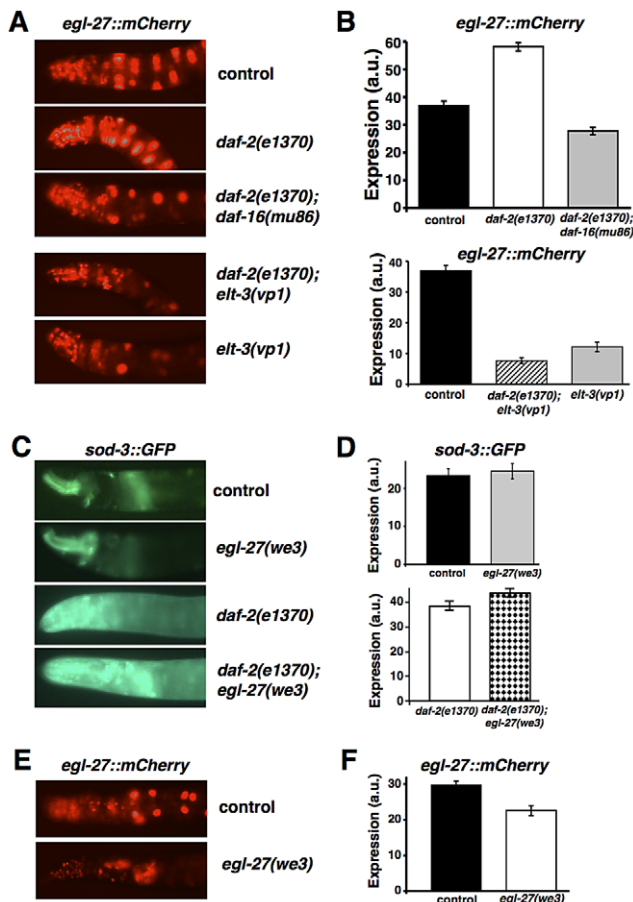 A
egl-27::mCherry
control
daf-2(e1370)
daf-2(e1370);
daf-16(mu86)
daf-2(e1370);
elt-3(vp1)
elt-3(vp1)
B
egl-27::mCherry
Expression (a.u.)
60
50
40
30
20
10
0
control
daf-2(e1370)
daf-2(e1370);
daf-16(mu86)
egl-27::mCherry
Expression (a.u.)
40
30
20
10
0
control
daf-2(e1370);
elt-3(vp1)
elt-3(vp1)
C
sod-3::GFP
control
egl-27(we3)
daf-2(e1370)
daf-2(e1370);
egl-27(we3)
D
sod-3::GFP
Expression (a.u.)
20
10
0
control
egl-27(we3)
Expression (a.u.)
40
30
20
10
0
daf-2(e1370)
daf-2(e1370);
egl-27(we3)
E
egl-27::mCherry
control
egl-27(we3)
F
egl-27::mCherry
Expression (a.u.)
30
20
10
0
control
egl-27(we3)